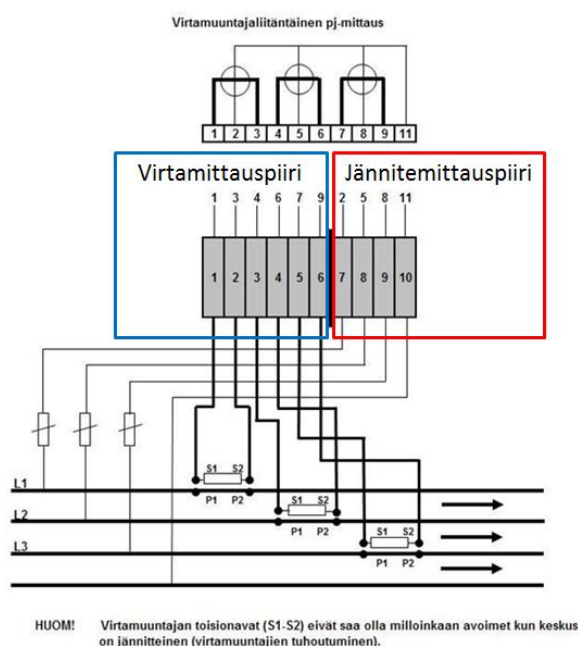 Virtamuuntajaliitäntäinen pj-mittaus
1 2 3 4 5 6 7 8 9 11
Virtamittauspiiri Jännitemittauspiiri
1 3 4 6 7 9 2 5 8 11
1 2 3 4 5 6 7 8 9 10
S1 S2
L1
P1 P2
S1 S2
L2
P1 P2
S1 S2
L3
P1 P2
HUOM! Virtamuuntajan toisionavat (S1-S2) eivät saa olla milloinkaan avoimet kun keskus
on jännitteinen (virtamuuntajien tuhoutuminen).